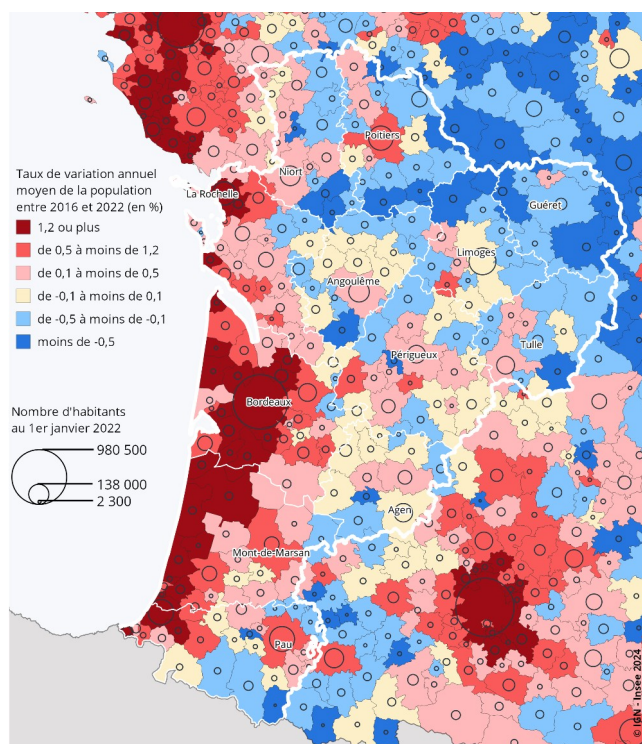 Poitiers
Niort
Taux de variation annuel
moyen de la population
entre 2016 et 2022 (en %)
La Rochelle
1,2 ou plus
Guéret
de 0,5 à moins de 1,2
de 0,1 à moins de 0,5
Limoges
de -0,1 à moins de 0,1
Angoulême
de -0,5 à moins de -0,1
moins de -0,5
Tulle
Périgueux
Bordeaux
Nombre d'habitants
au 1er janvier 2022
980 500
138 000
2 300
Agen
Mont-de-Marsan
Pau
© IGN - Insee 2024